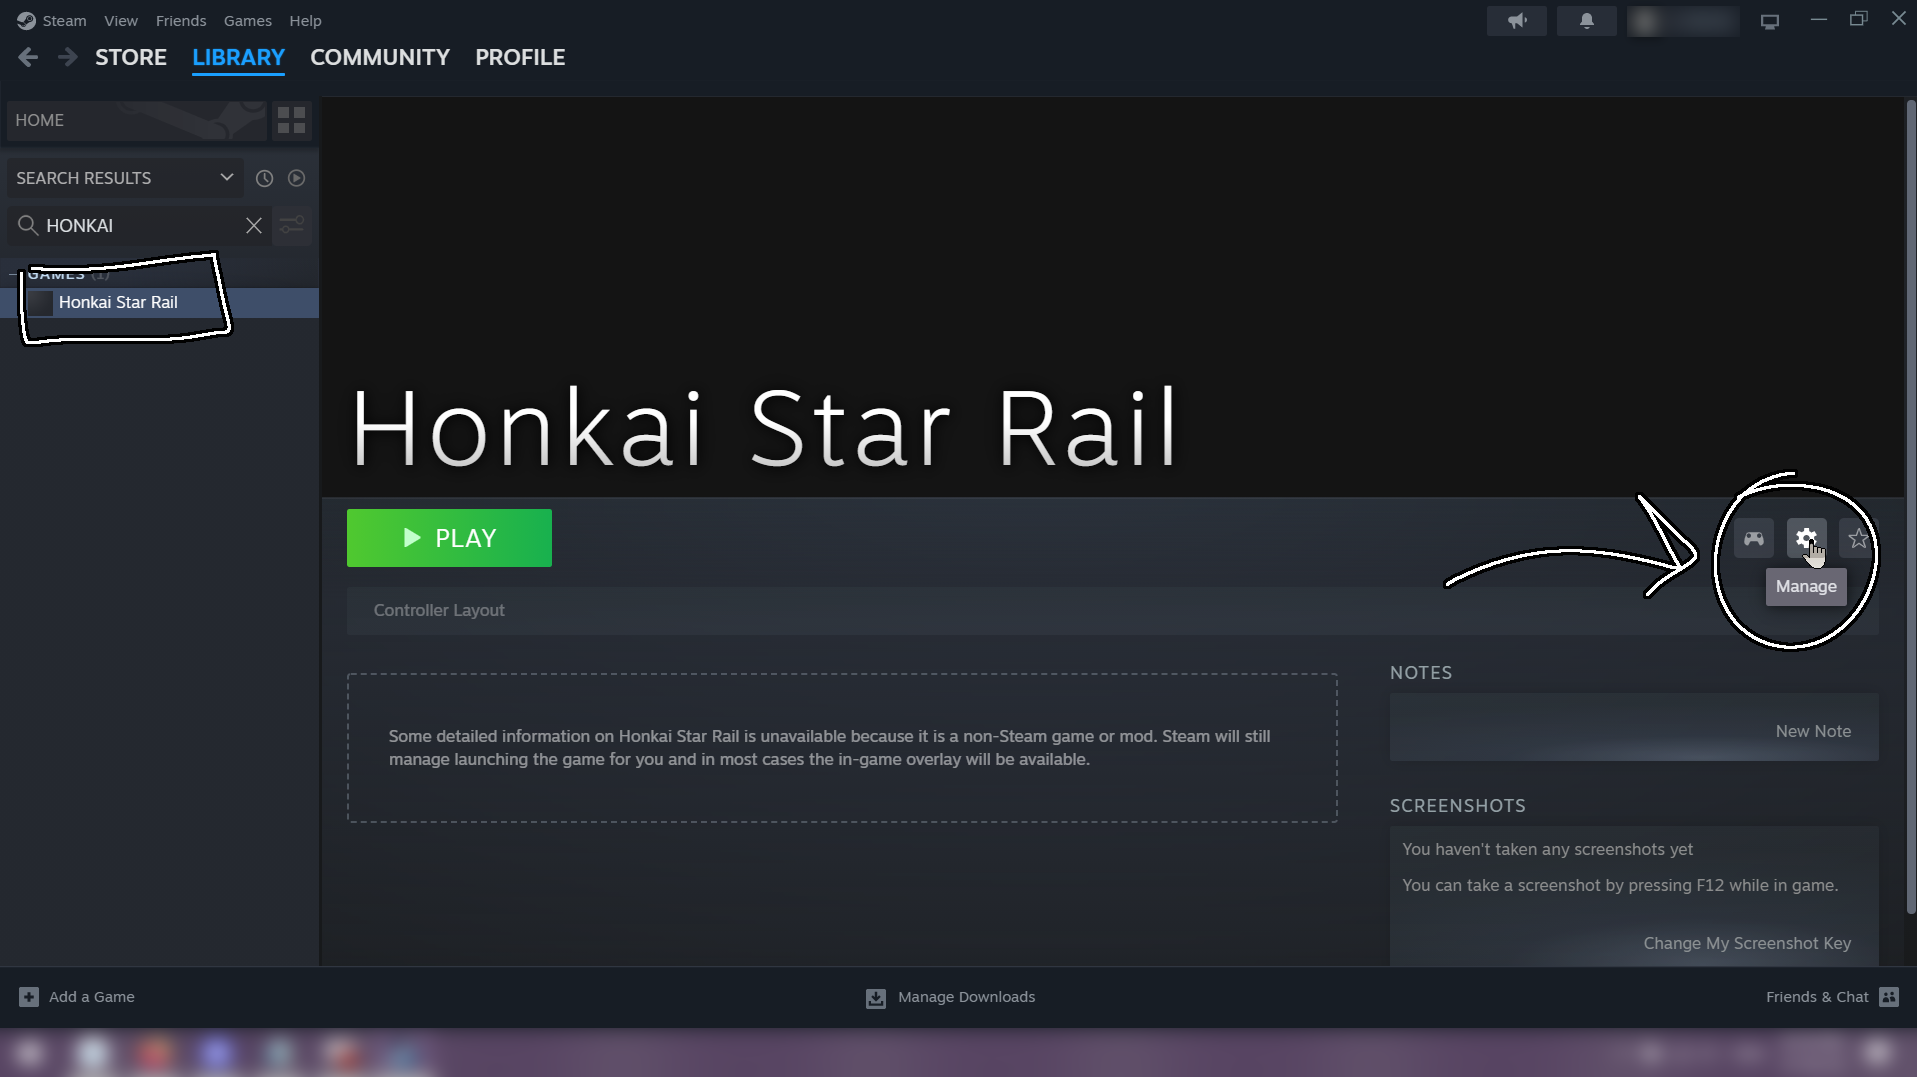 Steam View Friends Games Help
STORE LIBRARY COMMUNITY PROFILE
HOME
SEARCH RESULTS
HONKAI
GAMES (1)
Honkai Star Rail
Honkai Star Rail
PLAY
Manage
Controller Layout
Some detailed information on Honkai Star Rail is unavailable because it is a non-Steam game or mod. Steam will still
manage launching the game for you and in most cases the in-game overlay will be available.
NOTES
New Note
SCREENSHOTS
You haven't taken any screenshots yet
You can take a screenshot by pressing F12 while in game.
Change My Screenshot Key
Add a Game
Manage Downloads
Friends & Chat